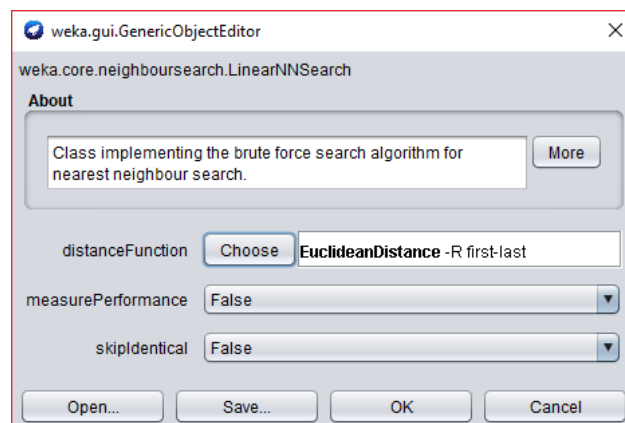 weka.gui.GenericObjectEditor
weka.core.neighboursearch.LinearNNSearch
About
Class implementing the brute force search algorithm for
nearest neighbour search.
More
distanceFunction Choose EuclideanDistance -R first-last
measurePerformance False
skipIdentical False
Open... Save... OK Cancel